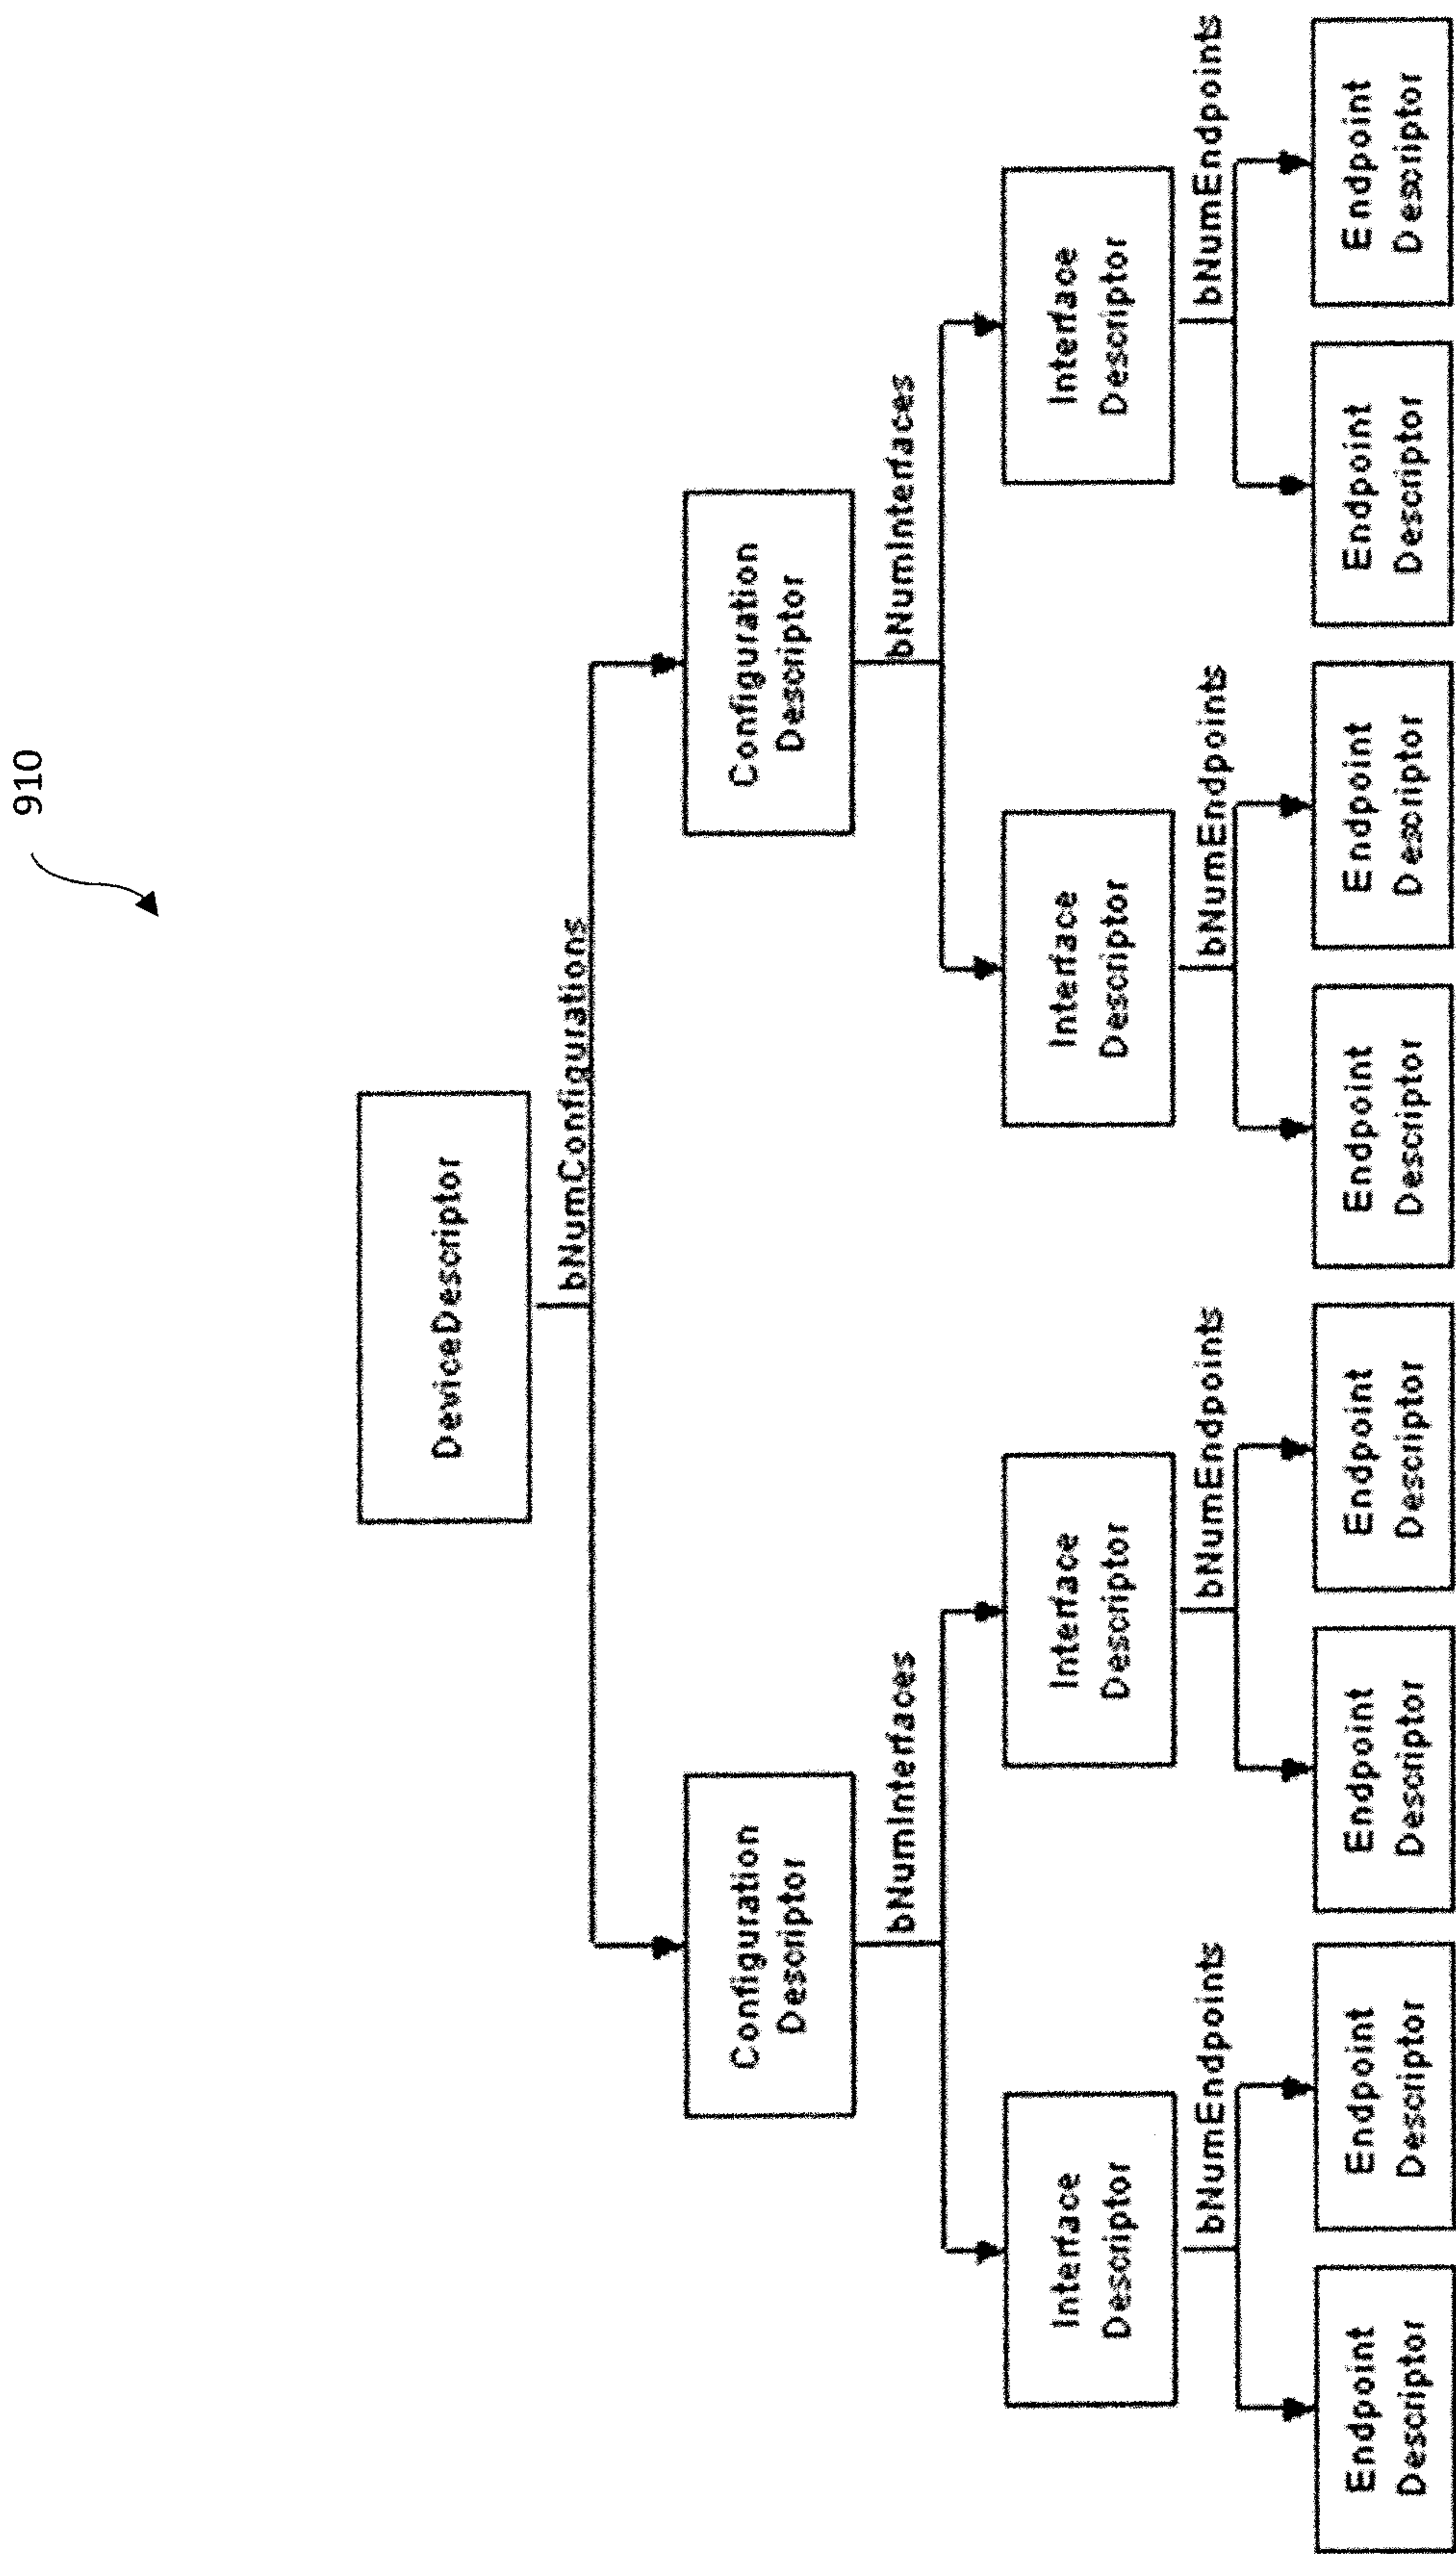 910
DeviceDescriptor
bNumConfigurations
Configuration
Descriptor
Configuration
Descriptor
bNumInterfaces
bNumInterfaces
Interface
Descriptor
Interface
Descriptor
Interface
Descriptor
Interface
Descriptor
bNumEndpoints
bNumEndpoints
bNumEndpoints
bNumEndpoints
Endpoint
Descriptor
Endpoint
Descriptor
Endpoint
Descriptor
Endpoint
Descriptor
Endpoint
Descriptor
Endpoint
Descriptor
Endpoint
Descriptor
Endpoint
Descriptor